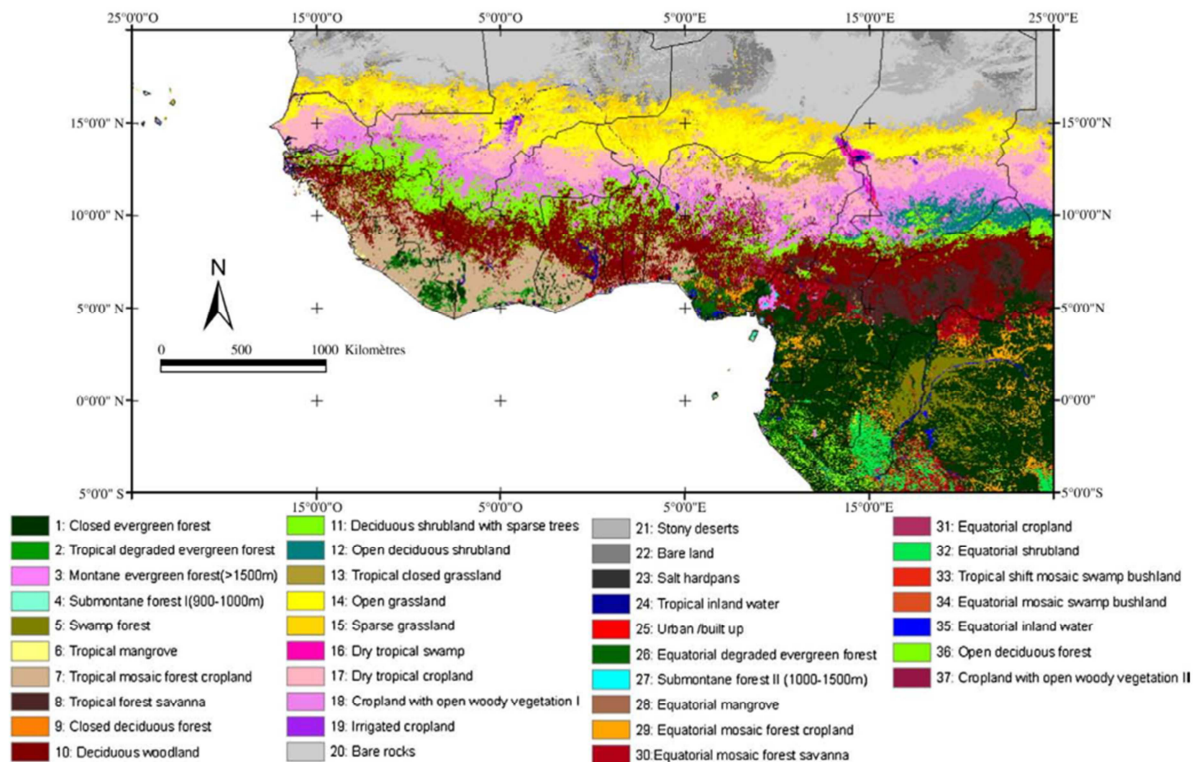 25°0'0"O 15°0'0"O 5°0'0"O 5°0'0"E 15°0'0"E 25°0'0"E
15°0'0"N 15°0'0"N
10°0'0" N 10°0'0"N
N
5°0'0"N 5°0'0"N
0 500 1000 Kilomètres
0°0'0"N 0°0'0"
5°0'0" S 5°0'0"S
15°0'0"O 5°0'0"O 5°0'0"E 15°0'0"E
1: Closed evergreen forest
2: Tropical degraded evergreen forest
3: Montane evergreen forest(>1500m)
4: Submontane forest I(900-1000m)
5: Swamp forest
6: Tropical mangrove
7: Tropical mosaic forest cropland
8: Tropical forest savanna
9: Closed deciduous forest
10: Deciduous woodland
11: Deciduous shrubland with sparse trees
12: Open deciduous shrubland
13: Tropical closed grassland
14: Open grassland
15: Sparse grassland
16: Dry tropical swamp
17: Dry tropical cropland
18: Cropland with open woody vegetation I
19: Irrigated cropland
20: Bare rocks
21: Stony deserts
22: Bare land
23: Salt hardpans
24: Tropical inland water
25: Urban /built up
26: Equatorial degraded evergreen forest
27: Submontane forest II (1000-1500m)
28: Equatorial mangrove
29: Equatorial mosaic forest cropland
30:Equatorial mosaic forest savanna
31: Equatorial cropland
32: Equatorial shrubland
33: Tropical shift mosaic swamp bushland
34: Equatorial mosaic swamp bushland
35: Equatorial inland water
36: Open deciduous forest
37: Cropland with open woody vegetation II